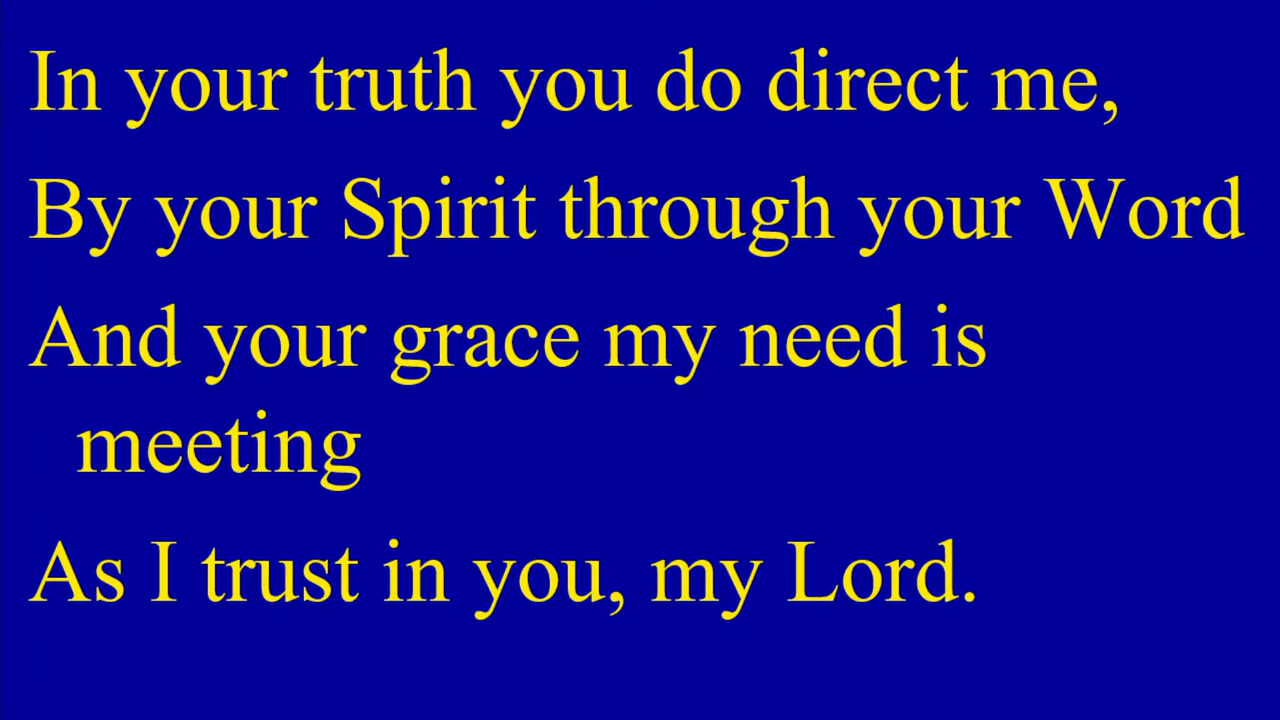 In your truth you do direct me,
By your Spirit through your Word
And your grace my need is
meeting
As I trust in you, my Lord.